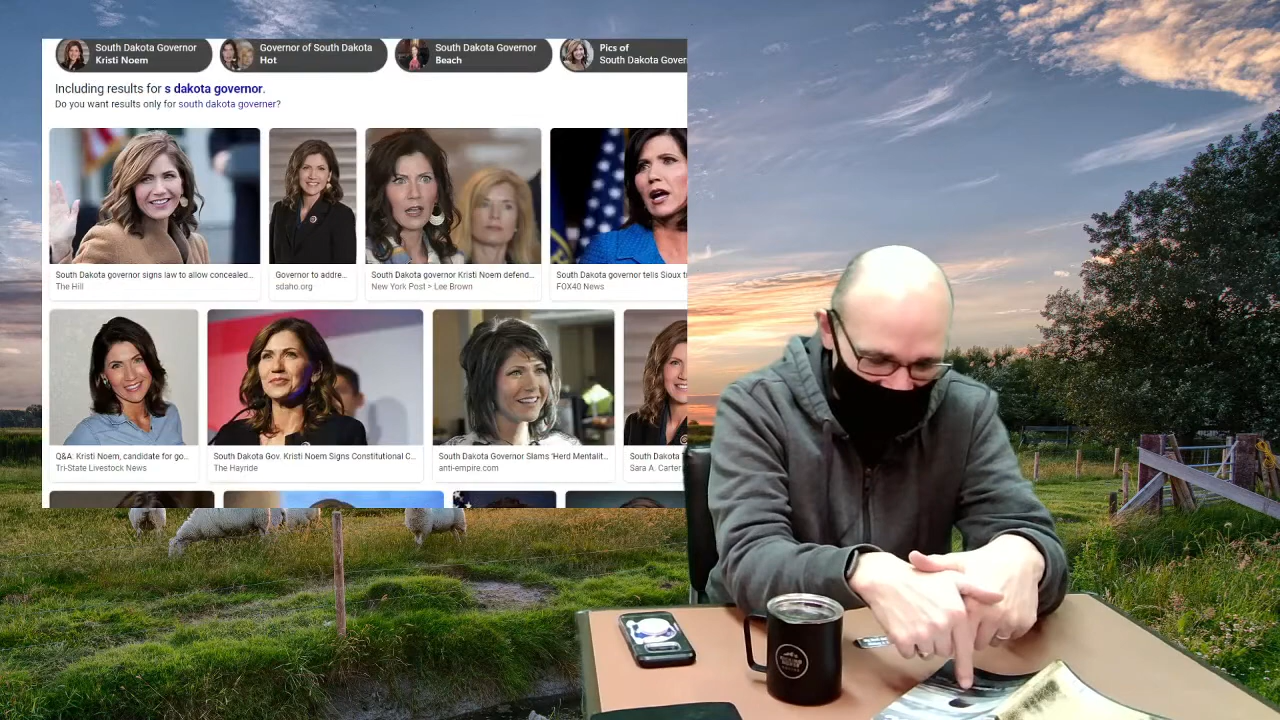 South Dakota Governor
Kristi Noem
Governor of South Dakota
Hot
South Dakota Governor
Beach
Pics of
South Dakota Gover
Including results for s dakota governor.
Do you want results only for south dakota governer?
South Dakota governor signs law to allow concealed...
The Hill
Governor to addre...
sdaho.org
South Dakota governor Kristi Noem defend...
New York Post > Lee Brown
South Dakota governor tells Sioux tr
FOX40 News
Q&A: Kristi Noem, candidate for go...
Tri-State Livestock News
South Dakota Gov. Kristi Noem Signs Constitutional C...
The Hayride
South Dakota Governor Slams 'Herd Mentalit...
anti-empire.com
South Dakota
Sara A. Carter